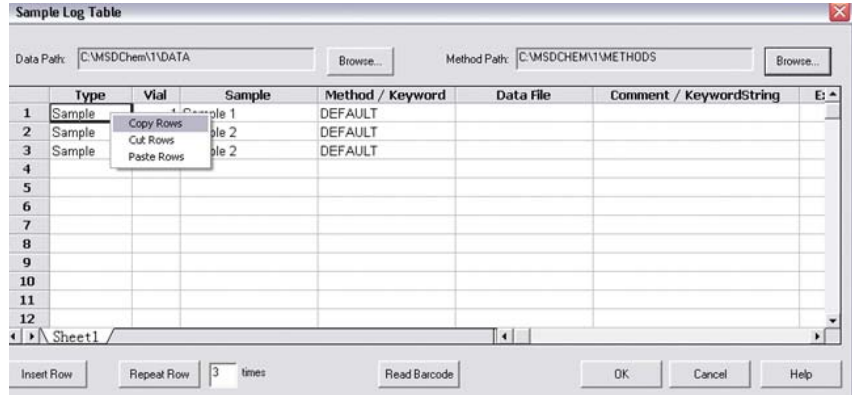 Sample Log Table
Data Path: C:\MSDChem\1\DATA Browse... Method Path: C:\MSDCHEM\1\METHODS Browse...
Type Vial Sample Method / Keyword Data File Comment / KeywordString
1 Sample 1 1 DEFAULT
2 Sample 2 DEFAULT
3 Sample 2 DEFAULT
Copy Rows
Cut Rows
Paste Rows
4
5
6
7
8
9
10
11
12
Sheet1
Insert Row Repeat Row 3 times Read Barcode OK Cancel Help